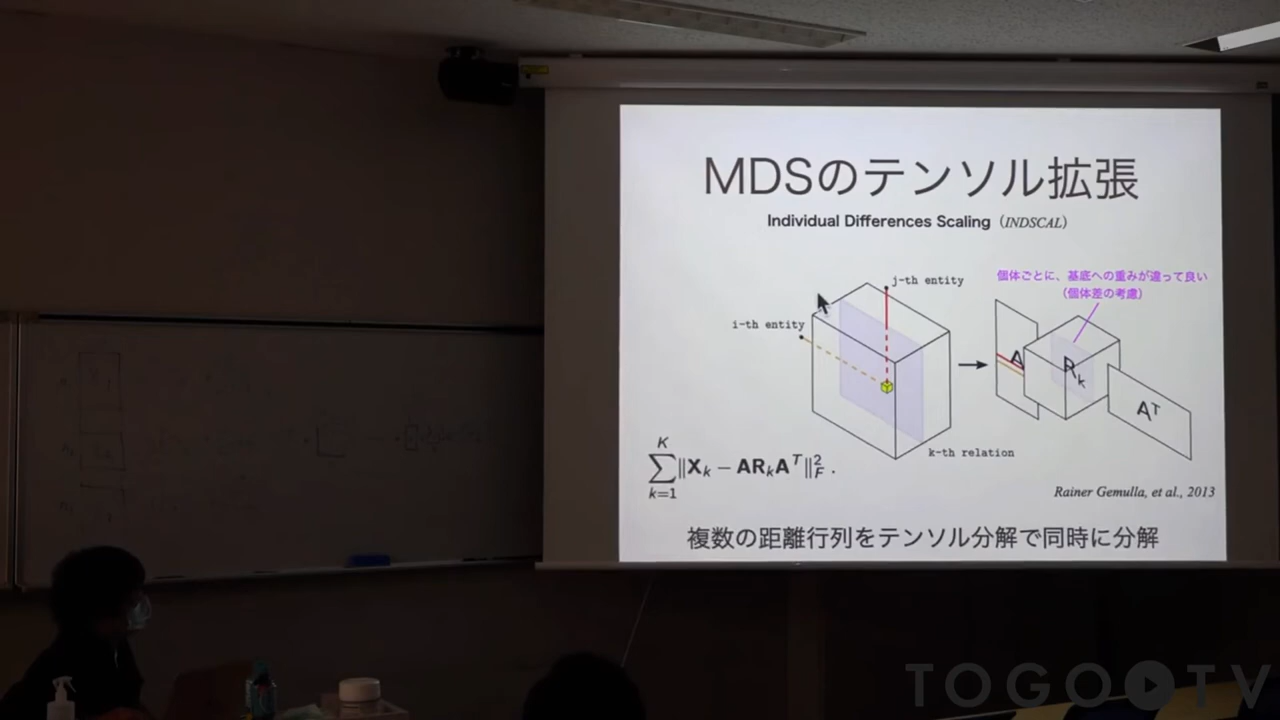 MDSのテンソル拡張
Individual Differences Scaling（INDSCAL）
個体ごとに、基底への重みが違って良い
（個体差の考慮）
j-th entity
i-th entity
A
R_k
A^T
k-th relation
\sum_{k=1}^{K} \|X_k − AR_kA^T\|_F^2 .
Rainer Gemulla, et al., 2013
複数の距離行列をテンソル分解で同時に分解
TOGO TV